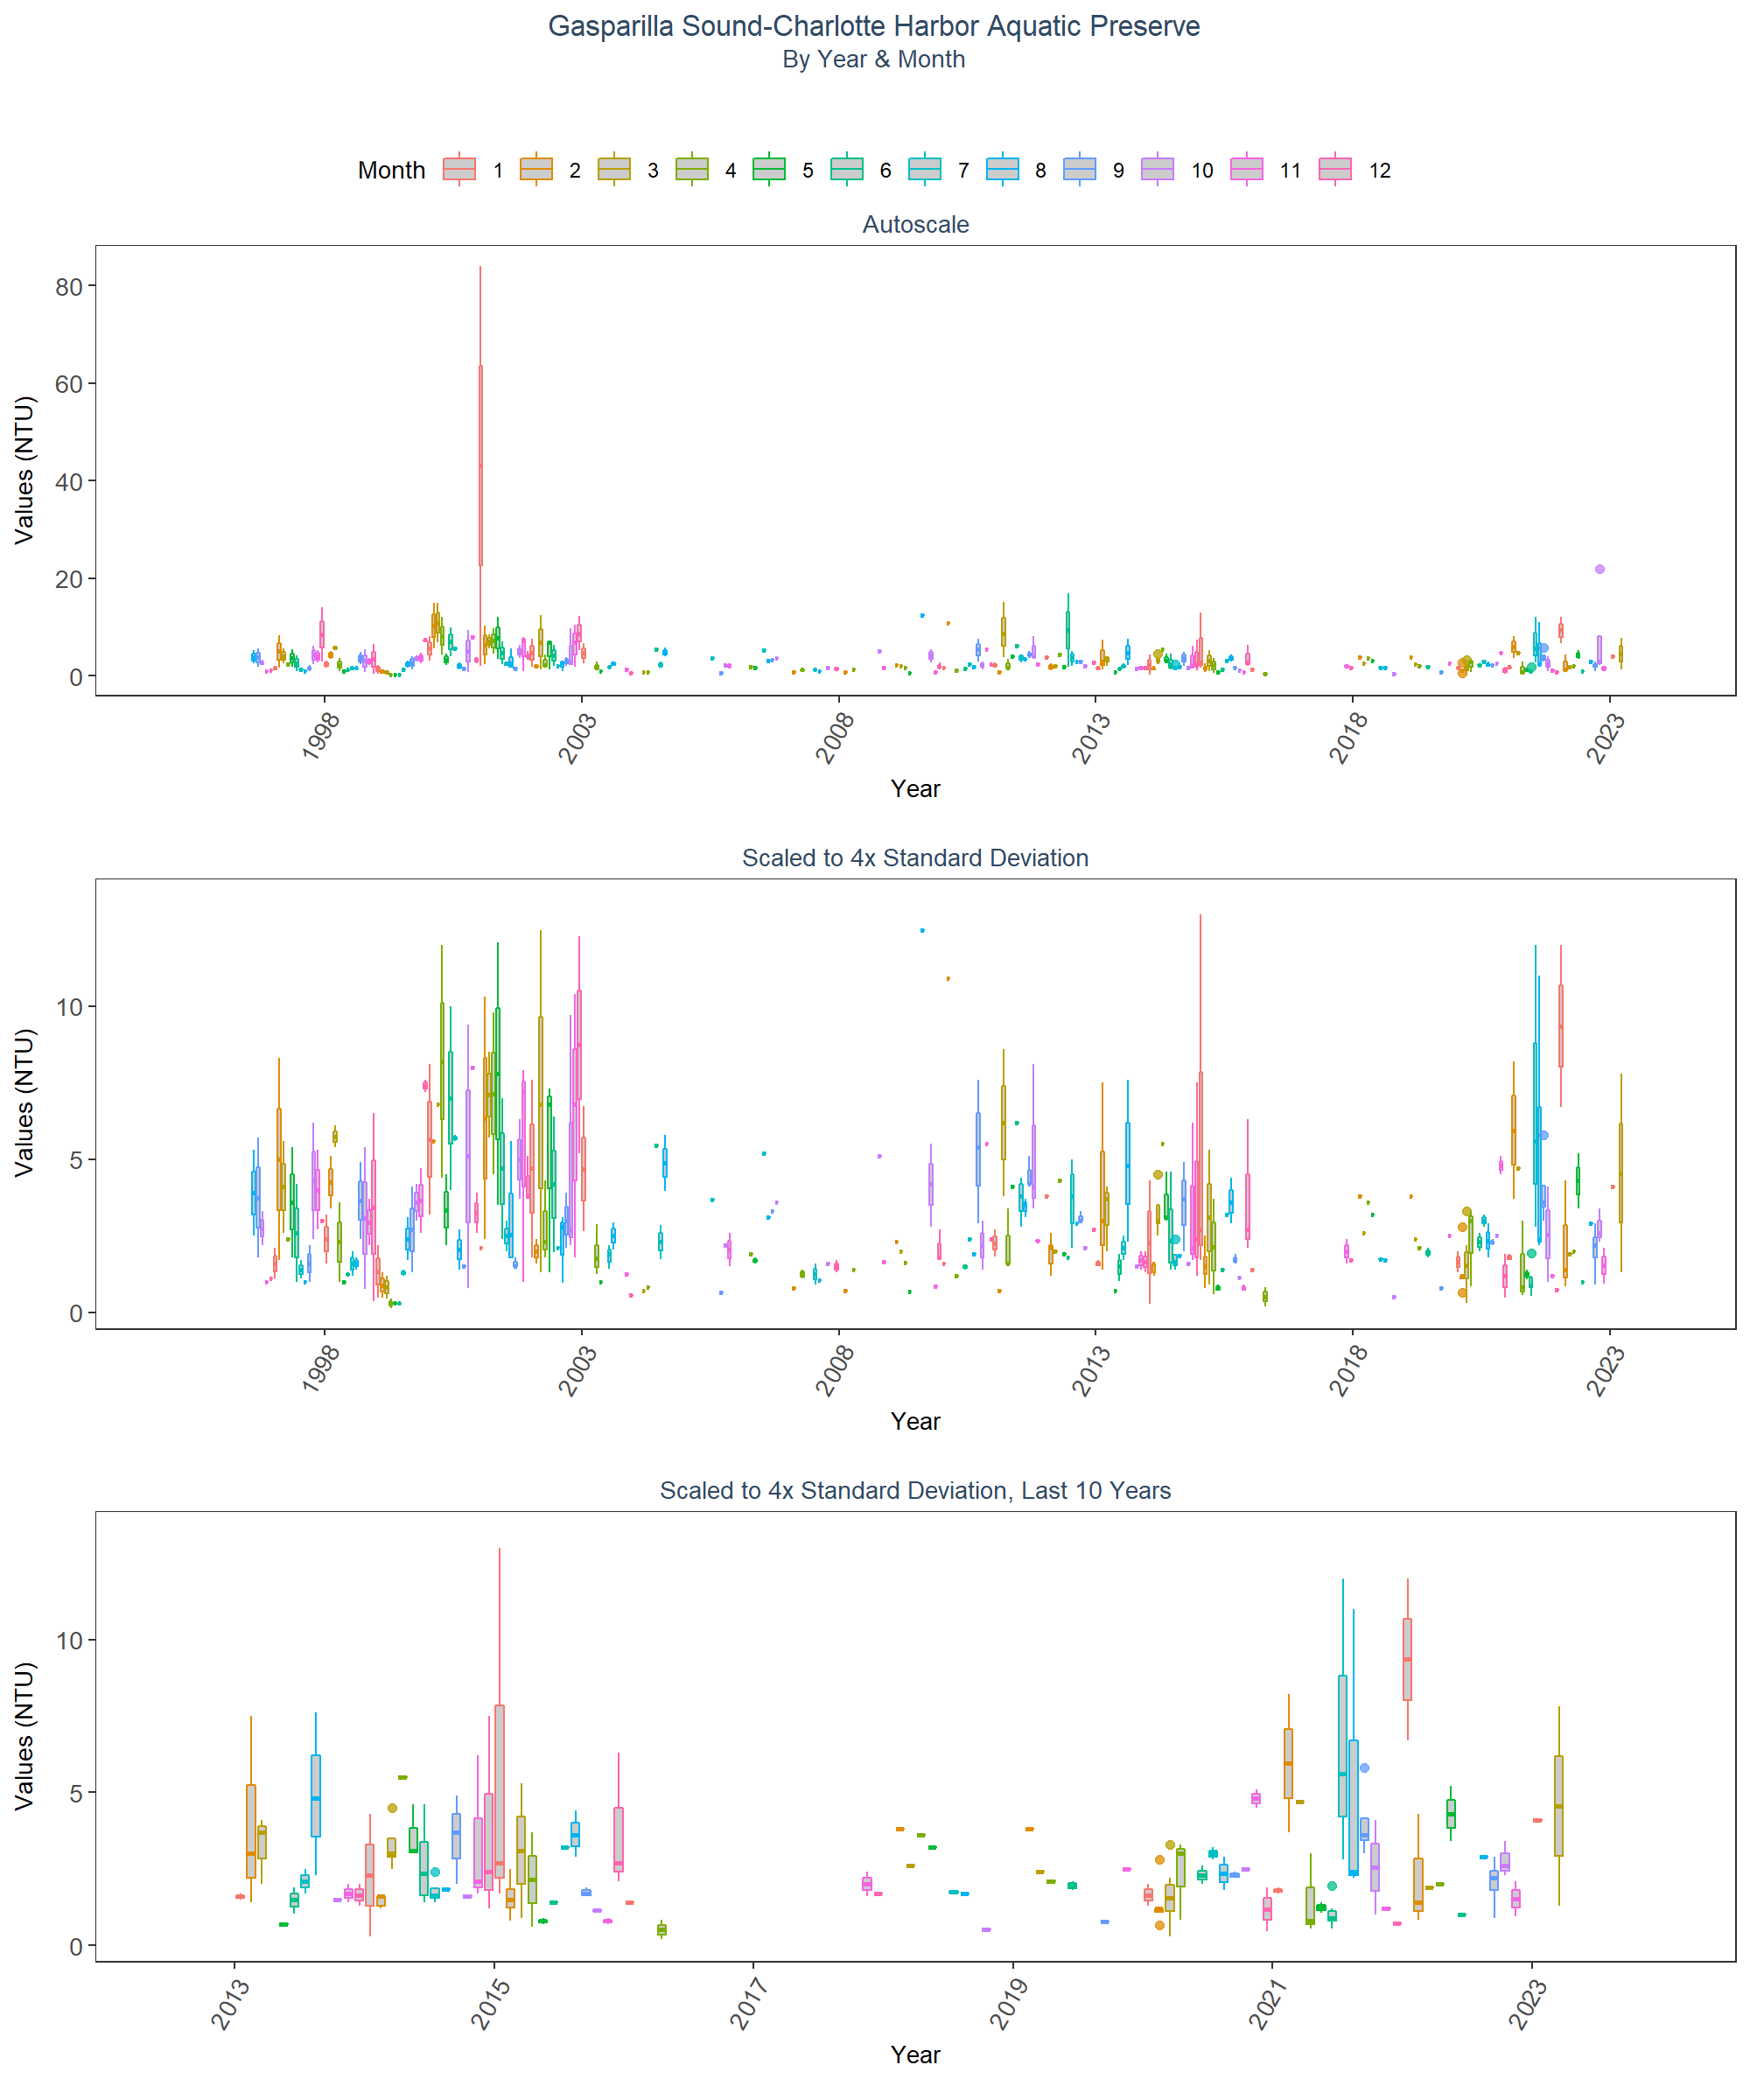 Gasparilla Sound-Charlotte Harbor Aquatic Preserve
By Year & Month
Month 1 2 3 4 5 6 7 8 9 10 11 12
Autoscale
Values (NTU)
80
60
40
20
0
1998 2003 2008 2013 2018 2023
Year
Scaled to 4x Standard Deviation
Values (NTU)
10
5
0
1998 2003 2008 2013 2018 2023
Year
Scaled to 4x Standard Deviation, Last 10 Years
Values (NTU)
10
5
0
2013 2015 2017 2019 2021 2023
Year